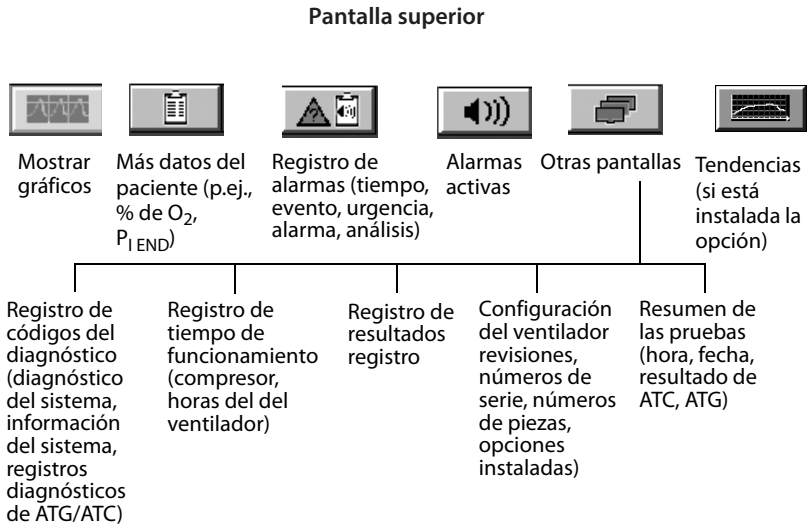 Pantalla superior
Mostrar
gráficos
Más datos del
paciente (p.ej.,
% de O2,
PI END)
Registro de
alarmas (tiempo,
evento, urgencia,
alarma, análisis)
Alarmas
activas
Otras pantallas
Tendencias
(si está
instalada la
opción)
Registro de
códigos del
diagnóstico
(diagnóstico
del sistema,
información
del sistema,
registros
diagnósticos
de ATG/ATC)
Registro de
tiempo de
funcionamiento
(compresor,
horas del del
ventilador)
Registro de
resultados
registro
Configuración
del ventilador
revisiones,
números de
serie, números
de piezas,
opciones
instaladas)
Resumen de
las pruebas
(hora, fecha,
resultado de
ATC, ATG)